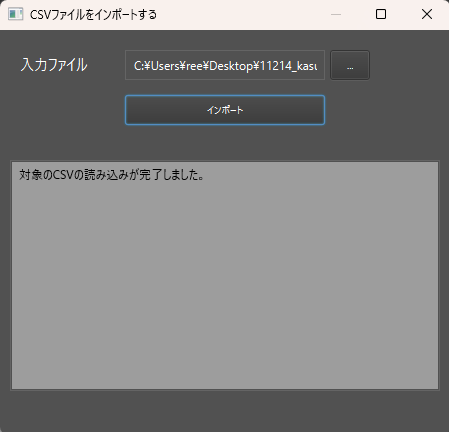 CSVファイルをインポートする
入力ファイル
C:¥Users¥ree¥Desktop¥11214_kasu
...
インポート
対象のCSVの読み込みが完了しました。